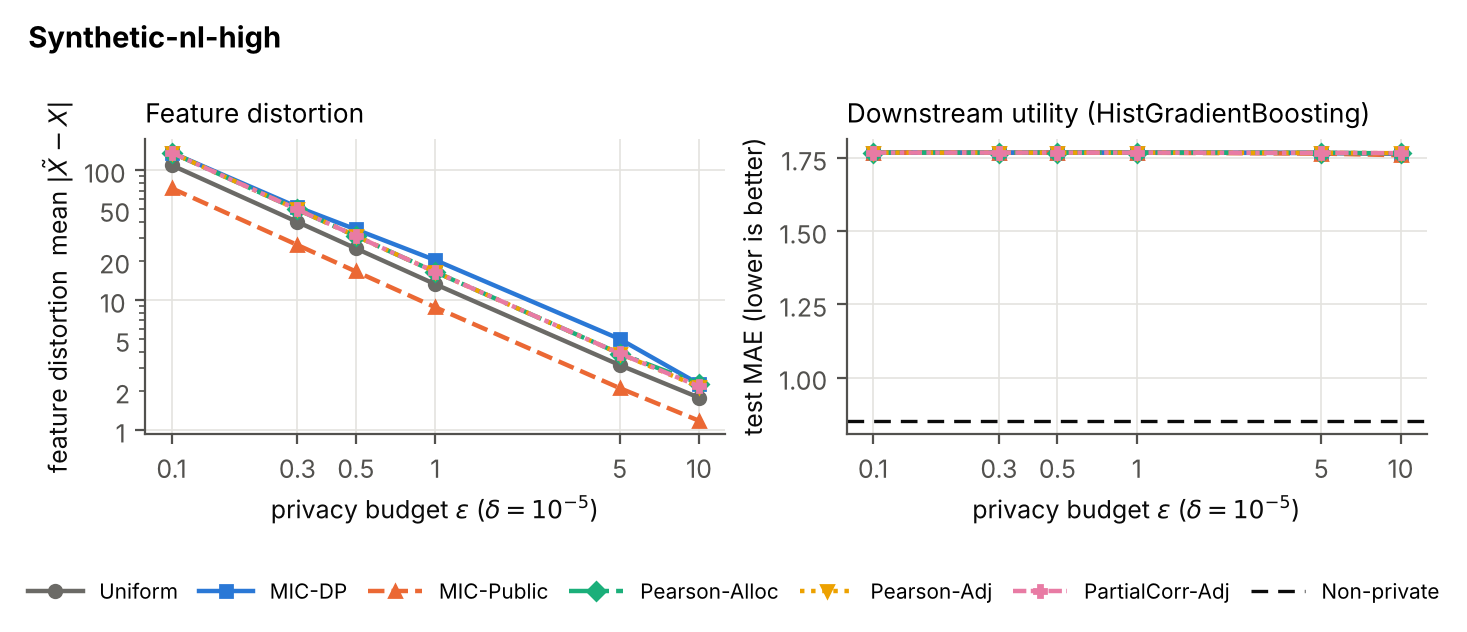 Synthetic-nl-high
Feature distortion
feature distortion mean |X̃ − X|
100
50
20
10
5
2
1
0.1 0.3 0.5 1 5 10
privacy budget ε (δ = 10⁻⁵)
Downstream utility (HistGradientBoosting)
test MAE (lower is better)
1.75
1.50
1.25
1.00
0.1 0.3 0.5 1 5 10
privacy budget ε (δ = 10⁻⁵)
Uniform MIC-DP MIC-Public Pearson-Alloc Pearson-Adj PartialCorr-Adj Non-private